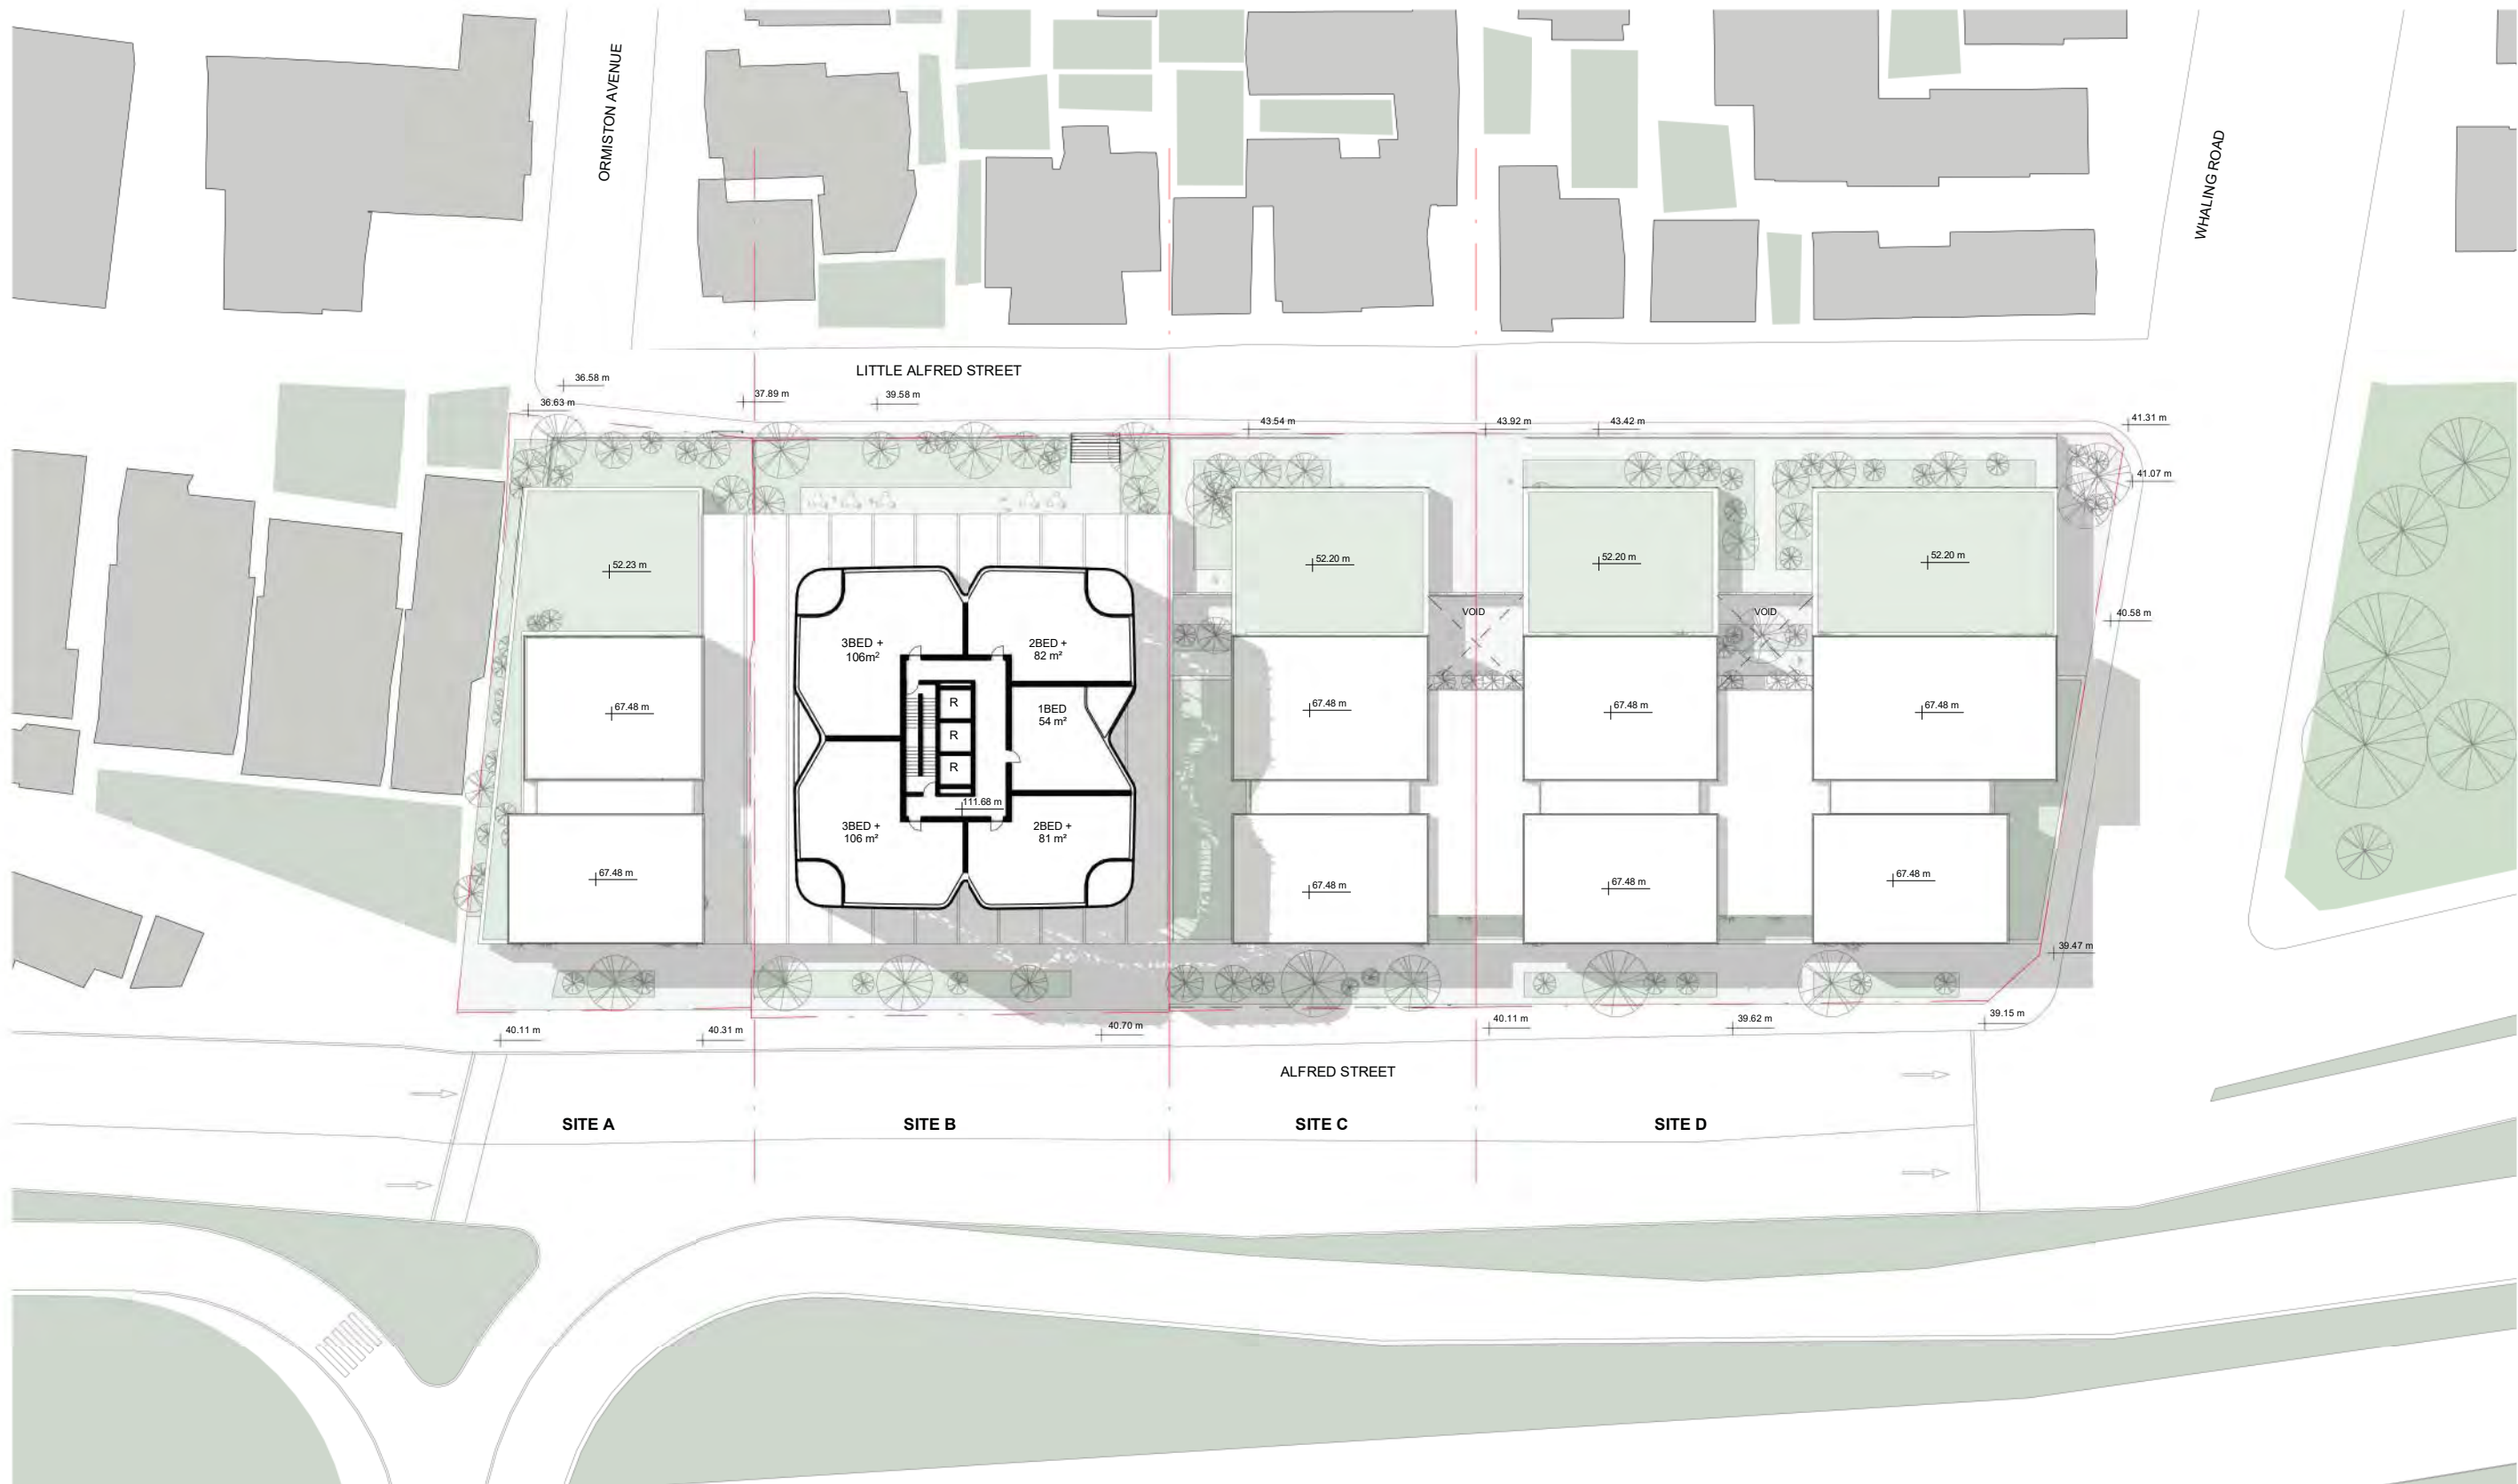 ORMISTON AVENUE
WHALING ROAD
LITTLE ALFRED STREET
36.58 m
36.63 m
37.89 m
39.58 m
43.54 m
43.92 m
43.42 m
41.31 m
41.07 m
52.23 m
52.20 m
52.20 m
52.20 m
40.58 m
VOID
VOID
3BED +
106m²
2BED +
82 m²
R
1BED
54 m²
R
R
67.48 m
67.48 m
67.48 m
67.48 m
111.68 m
3BED +
106 m²
2BED +
81 m²
67.48 m
67.48 m
67.48 m
67.48 m
39.47 m
40.11 m
40.31 m
40.70 m
40.11 m
39.62 m
39.15 m
ALFRED STREET
SITE A
SITE B
SITE C
SITE D